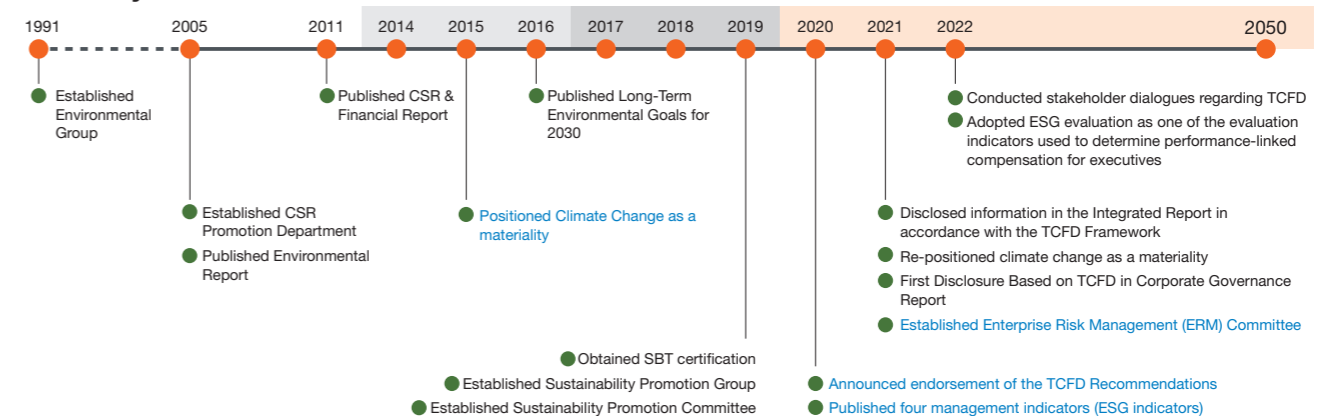 1991 2005 2011 2014 2015 2016 2017 2018 2019 2020 2021 2022 2050
Established
Environmental
Group
Published CSR &
Financial Report
Published Long-Term
Environmental Goals for
2030
Conducted stakeholder dialogues regarding TCFD
Adopted ESG evaluation as one of the evaluation
indicators used to determine performance-linked
compensation for executives
Established CSR
Promotion Department
Published Environmental
Report
Positioned Climate Change as a
materiality
Disclosed information in the Integrated Report in
accordance with the TCFD Framework
Re-positioned climate change as a materiality
First Disclosure Based on TCFD in Corporate Governance
Report
Established Enterprise Risk Management (ERM) Committee
Obtained SBT certification
Established Sustainability Promotion Group
Established Sustainability Promotion Committee
Announced endorsement of the TCFD Recommendations
Published four management indicators (ESG indicators)